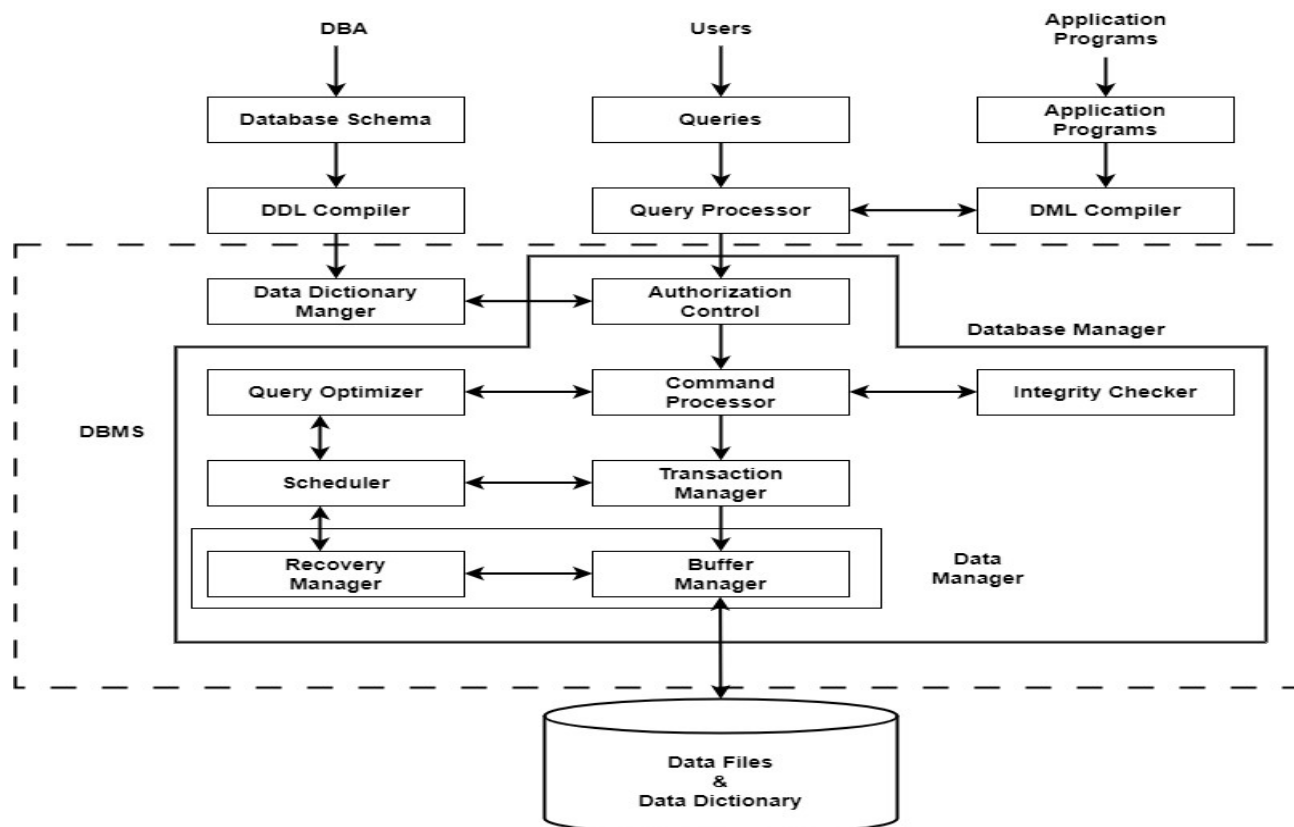 DBA
Users
Application
Programs
Database Schema
Queries
Application
Programs
DDL Compiler
Query Processor
DML Compiler
Data Dictionary
Manger
Authorization
Control
Database Manager
Query Optimizer
Command
Processor
Integrity Checker
DBMS
Scheduler
Transaction
Manager
Recovery
Manager
Buffer
Manager
Data
Manager
Data Files
&
Data Dictionary